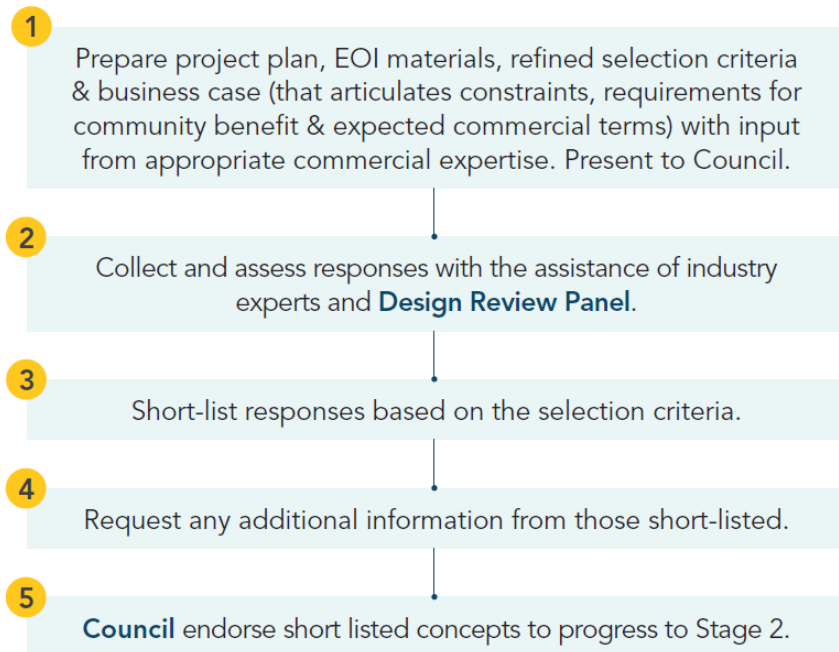 1
Prepare project plan, EOI materials, refined selection criteria
& business case (that articulates constraints, requirements for
community benefit & expected commercial terms) with input
from appropriate commercial expertise. Present to Council.
2
Collect and assess responses with the assistance of industry
experts and Design Review Panel.
3
Short-list responses based on the selection criteria.
4
Request any additional information from those short-listed.
5
Council endorse short listed concepts to progress to Stage 2.